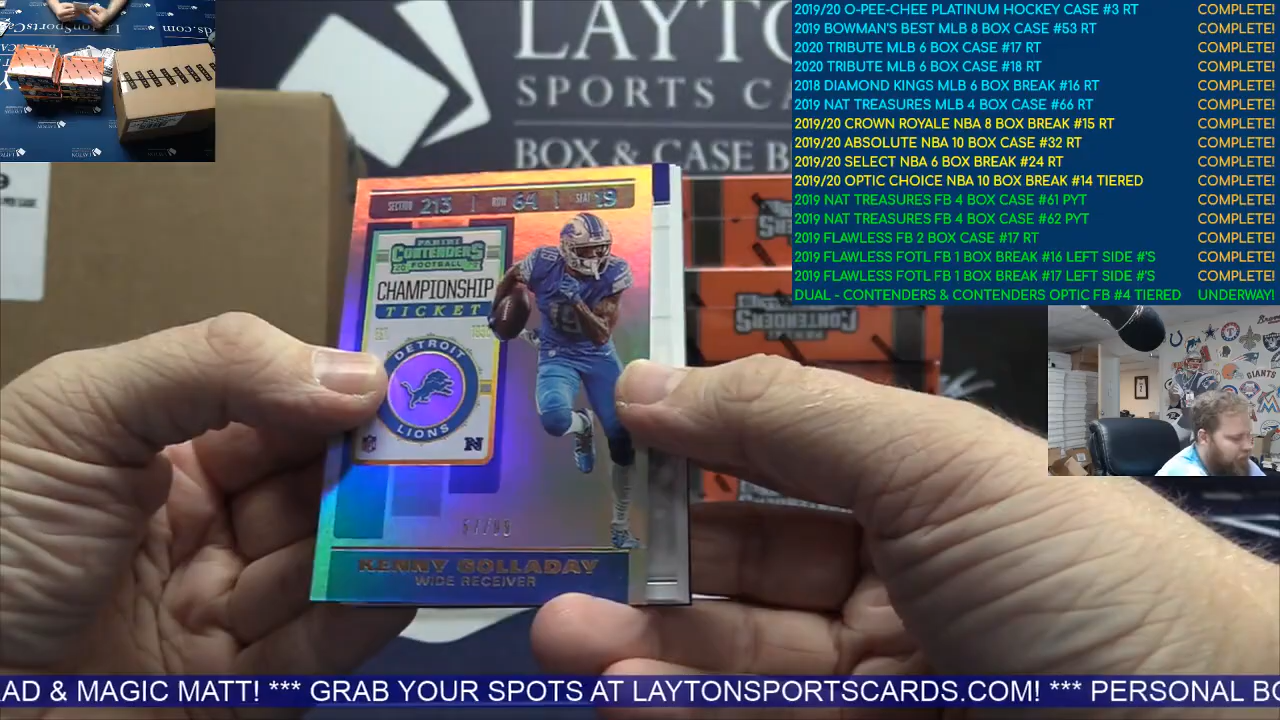 2019/20 O-PEE-CHEE PLATINUM HOCKEY CASE #3 RT COMPLETE!
2019 BOWMAN'S BEST MLB 8 BOX CASE #53 RT COMPLETE!
2020 TRIBUTE MLB 6 BOX CASE #17 RT COMPLETE!
2020 TRIBUTE MLB 6 BOX CASE #18 RT COMPLETE!
2018 DIAMOND KINGS MLB 6 BOX BREAK #16 RT COMPLETE!
2019 NAT TREASURES MLB 4 BOX CASE #66 RT COMPLETE!
2019/20 CROWN ROYALE NBA 8 BOX BREAK #15 RT COMPLETE!
2019/20 ABSOLUTE NBA 10 BOX CASE #32 RT COMPLETE!
2019/20 SELECT NBA 6 BOX BREAK #24 RT COMPLETE!
2019/20 OPTIC CHOICE NBA 10 BOX BREAK #14 TIERED COMPLETE!
2019 NAT TREASURES FB 4 BOX CASE #61 PYT COMPLETE!
2019 NAT TREASURES FB 4 BOX CASE #62 PYT COMPLETE!
2019 FLAWLESS FB 2 BOX CASE #17 RT COMPLETE!
2019 FLAWLESS FOTL FB 1 BOX BREAK #16 LEFT SIDE #'S COMPLETE!
2019 FLAWLESS FOTL FB 1 BOX BREAK #17 LEFT SIDE #'S COMPLETE!
DUAL - CONTENDERS & CONTENDERS OPTIC FB #4 TIERED UNDERWAY!
LAYTO
SPORTS CA
BOX & CASE B
SECTION 213 | ROW 64 | SEAT 19
PANINI
CONTENDERS
FOOTBALL
CHAMPIONSHIP
TICKET
DETROIT
LIONS
57/99
KENNY GOLLADAY
WIDE RECEIVER
CONTENDERS
GIANTS
AD & MAGIC MATT! *** GRAB YOUR SPOTS AT LAYTONSPORTSCARDS.COM! *** PERSONAL BO